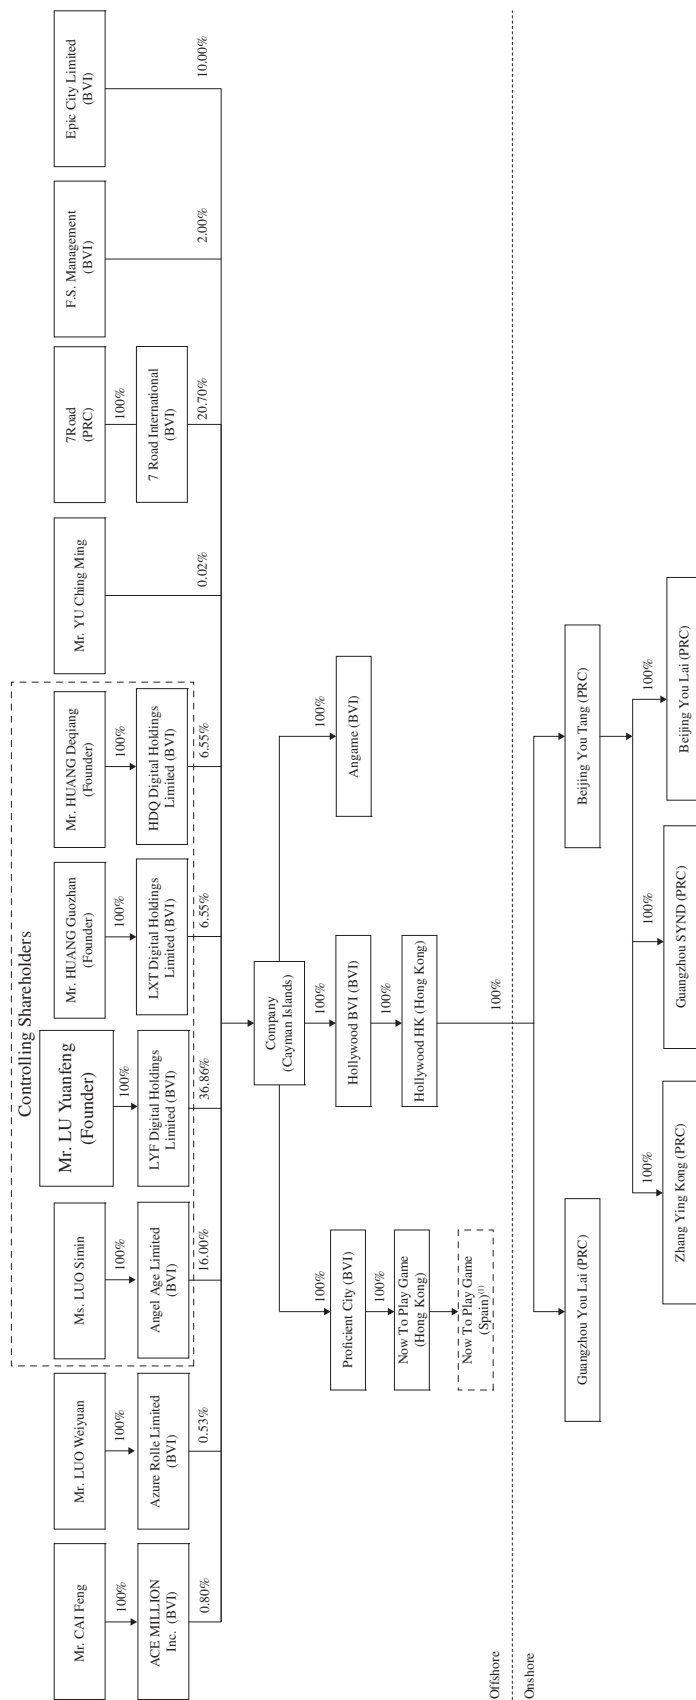 Controlling Shareholders
Mr. CAI Feng
Mr. LUO Weiyuan
Ms. LUO Simin
Mr. LU Yuanfeng
(Founder)
Mr. HUANG Guozhan
(Founder)
Mr. HUANG Deqiang
(Founder)
Mr. YU Ching Ming
7Road
(PRC)
F.S. Management
(BVI)
Epic City Limited
(BVI)
100%
100%
100%
100%
100%
100%
100%
ACE MILLION
Inc. (BVI)
Azure Rolle Limited
(BVI)
Angel Age Limited
(BVI)
LYF Digital Holdings
Limited (BVI)
LXT Digital Holdings
Limited (BVI)
HDQ Digital Holdings
Limited (BVI)
7 Road International
(BVI)
0.80%
0.53%
16.00%
36.86%
6.55%
6.55%
0.02%
20.70%
2.00%
10.00%
Company
(Cayman Islands)
100%
100%
100%
Proficient City (BVI)
Hollywood BVI (BVI)
Angame (BVI)
100%
100%
Now To Play Game
(Hong Kong)
Hollywood HK (Hong Kong)
Now To Play Game
(Spain)(1)
100%
Offshore
Onshore
Guangzhou You Lai (PRC)
Beijing You Tang (PRC)
100%
100%
100%
Zhang Ying Kong (PRC)
Guangzhou SYND (PRC)
Beijing You Lai (PRC)